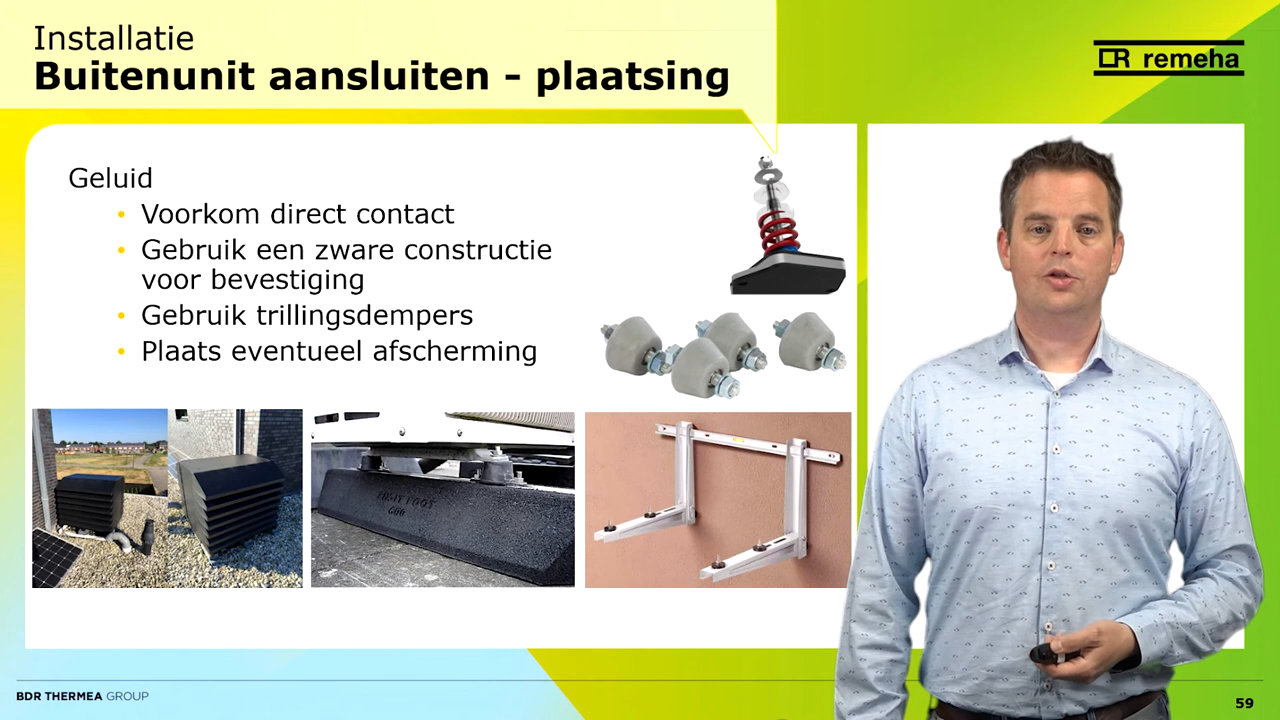 Installatie
Buitenunit aansluiten - plaatsing
remeha
Geluid
• Voorkom direct contact
• Gebruik een zware constructie
voor bevestiging
• Gebruik trillingsdempers
• Plaats eventueel afscherming
600
BDR THERMEA GROUP
59